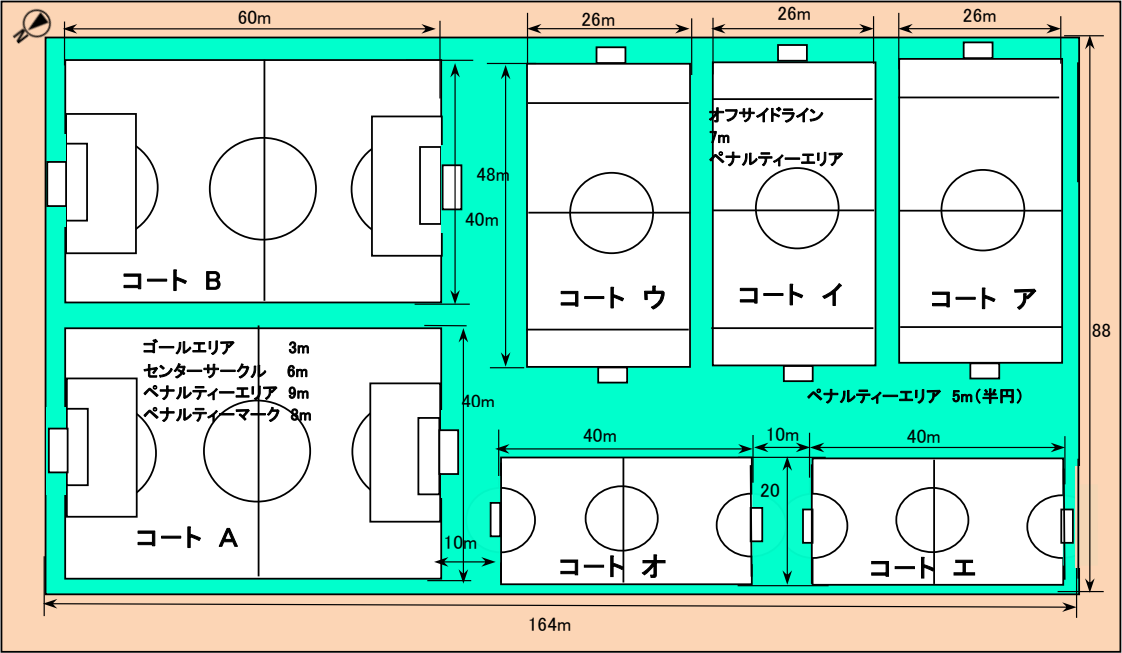 60m
26m
26m
26m
N
オフサイドライン
7m
ペナルティーエリア
48m
40m
コート B
コート ウ
コート イ
コート ア
88
ゴールエリア 3m
センターサークル 6m
ペナルティーエリア 9m
ペナルティーマーク 8m
40m
ペナルティーエリア 5m(半円)
40m
10m
40m
20
コート A
10m
コート オ
コート エ
164m